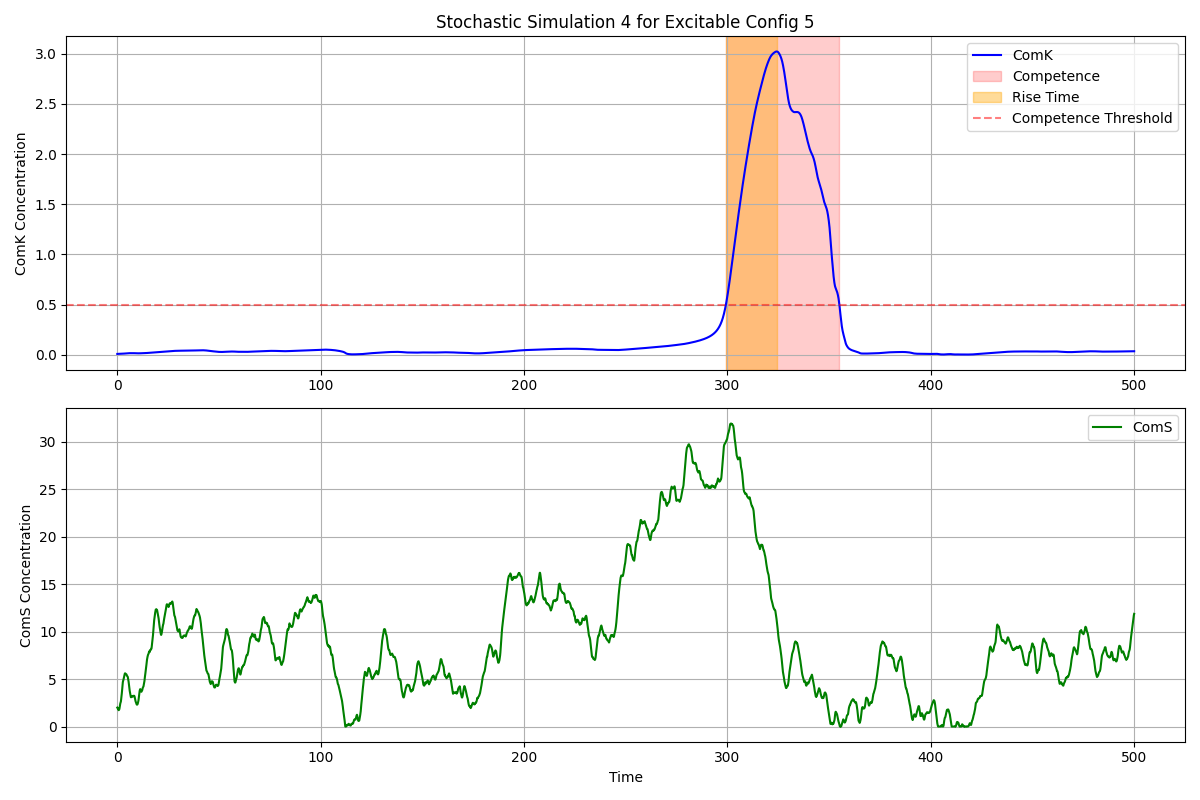 Stochastic Simulation 4 for Excitable Config 5
ComK Concentration
3.0
2.5
2.0
1.5
1.0
0.5
0.0
0 100 200 300 400 500
ComK
Competence
Rise Time
Competence Threshold
ComS Concentration
30
25
20
15
10
5
0
0 100 200 300 400 500
ComS
Time